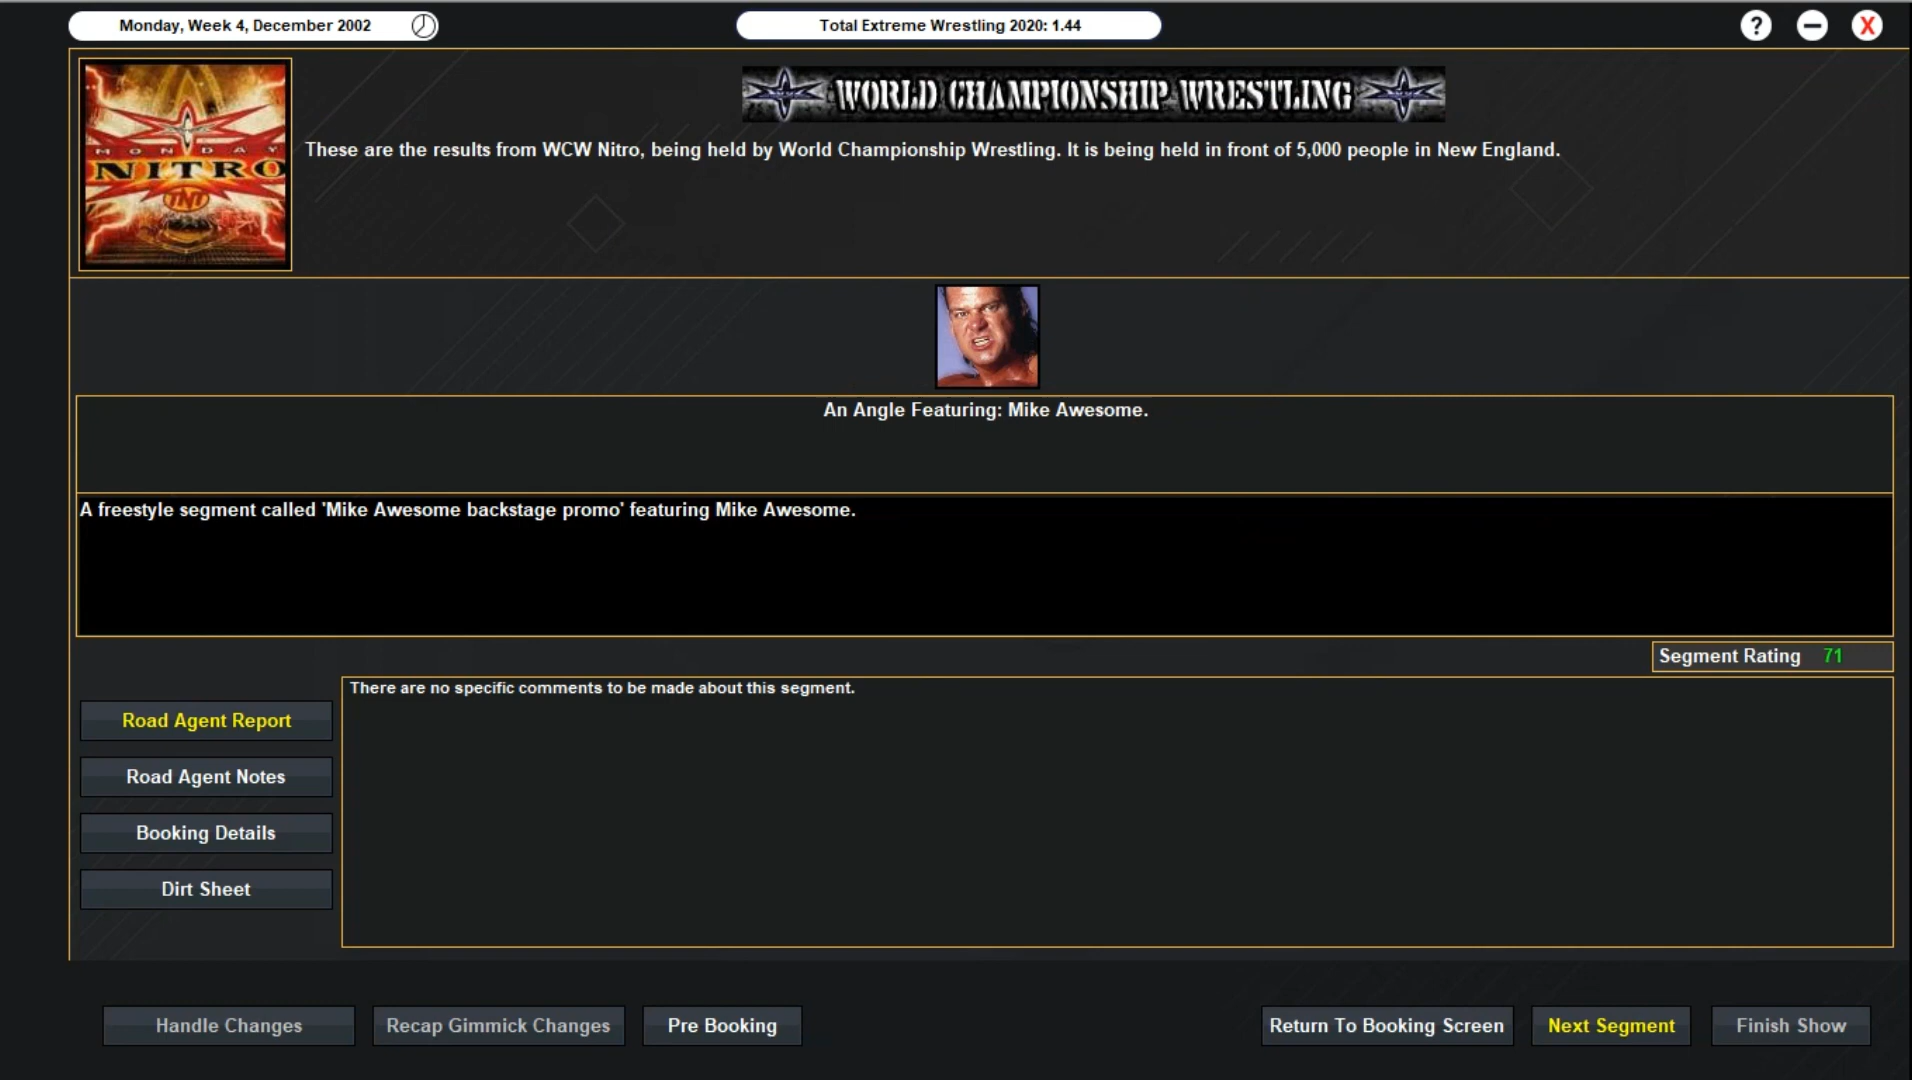 Monday, Week 4, December 2002
Total Extreme Wrestling 2020: 1.44
?
X
WORLD CHAMPIONSHIP WRESTLING
MONDAY
NITRO
TNT
These are the results from WCW Nitro, being held by World Championship Wrestling. It is being held in front of 5,000 people in New England.
An Angle Featuring: Mike Awesome.
A freestyle segment called 'Mike Awesome backstage promo' featuring Mike Awesome.
Segment Rating 71
There are no specific comments to be made about this segment.
Road Agent Report
Road Agent Notes
Booking Details
Dirt Sheet
Handle Changes
Recap Gimmick Changes
Pre Booking
Return To Booking Screen
Next Segment
Finish Show